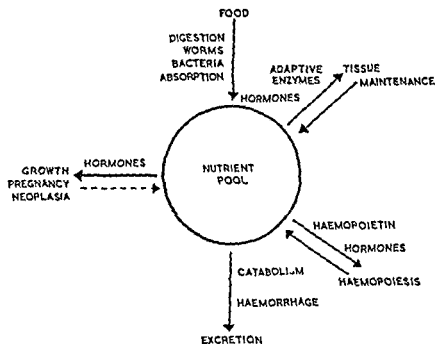 FOOD
DIGESTION
WORMS
BACTERIA
ABSORPTION
HORMONES
ADAPTIVE
ENZYMES
TISSUE
MAINTENANCE
NUTRIENT
POOL
HORMONES
GROWTH
PREGNANCY
NEOPLASIA
HAEMOPOIETIN
HORMONES
HAEMOPOIESIS
CATABOLISM
HAEMORRHAGE
EXCRETION